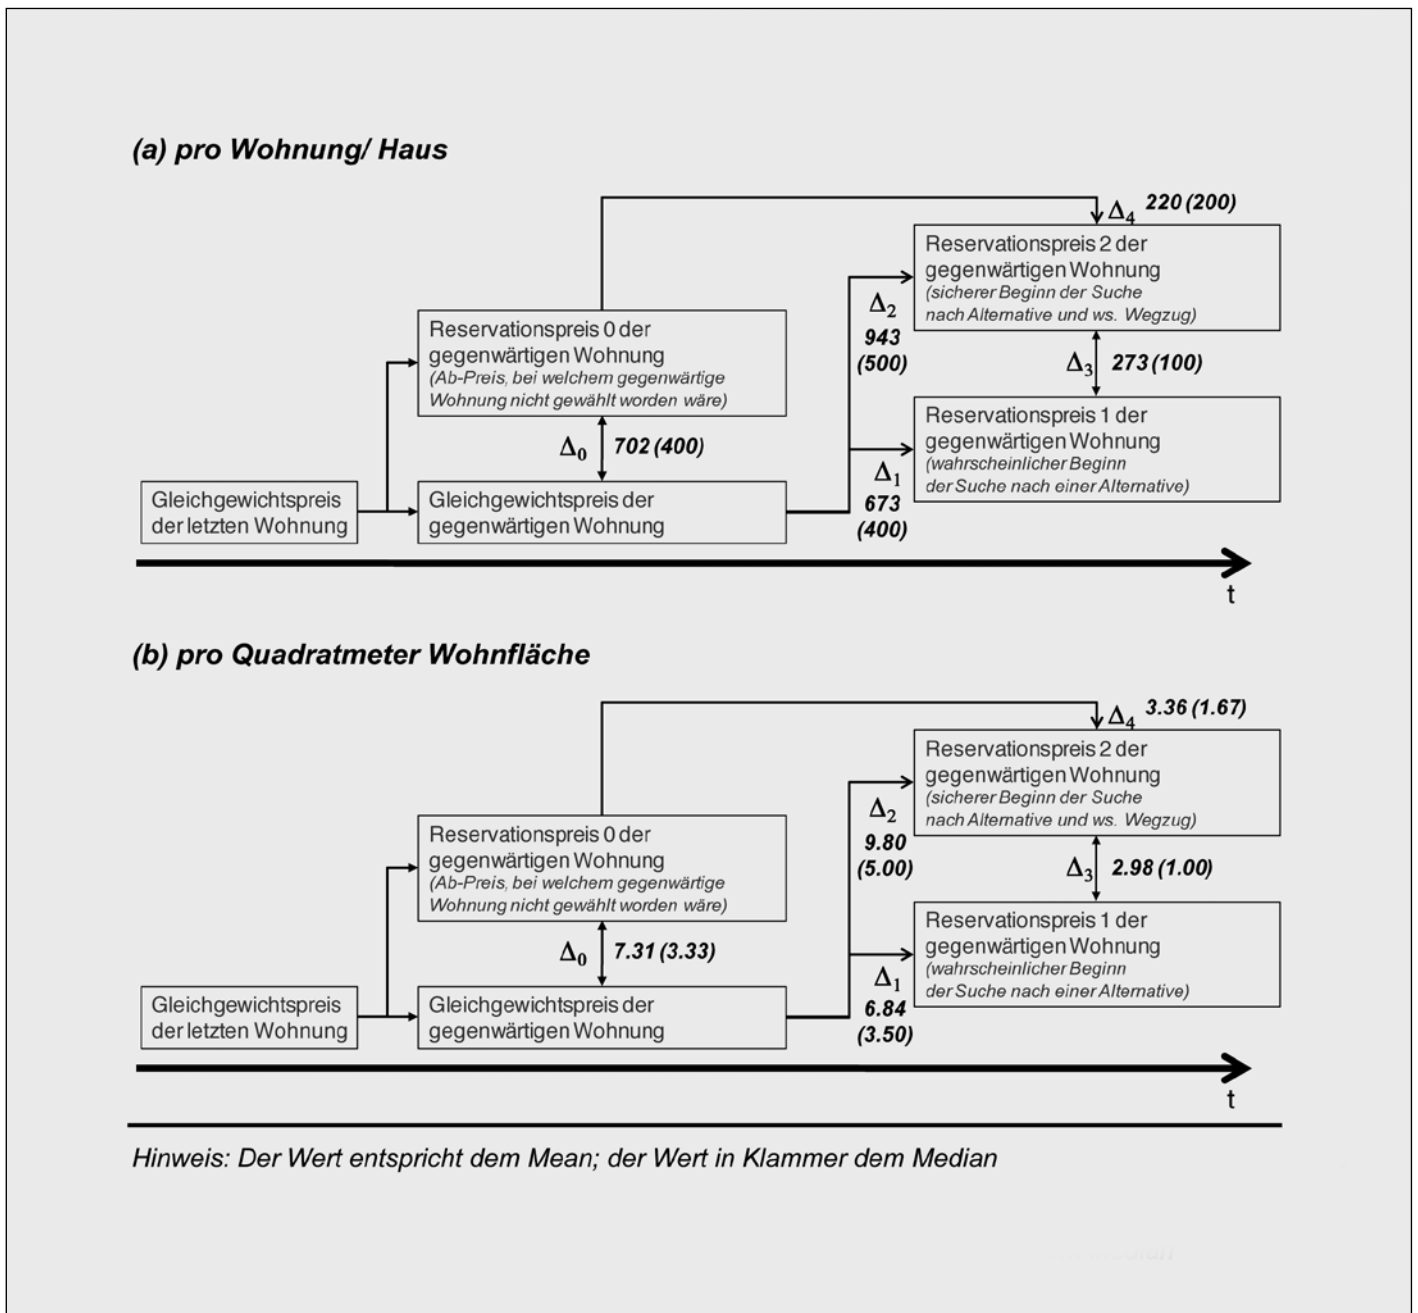 (a) pro Wohnung/ Haus
Δ4 220 (200)
Reservationspreis 2 der
gegenwärtigen Wohnung
(sicherer Beginn der Suche
nach Alternative und ws. Wegzug)
Δ2
943
(500)
Reservationspreis 0 der
gegenwärtigen Wohnung
(Ab-Preis, bei welchem gegenwärtige
Wohnung nicht gewählt worden wäre)
Δ3 273 (100)
Reservationspreis 1 der
gegenwärtigen Wohnung
(wahrscheinlicher Beginn
der Suche nach einer Alternative)
Δ0 702 (400)
Δ1
673
(400)
Gleichgewichtspreis
der letzten Wohnung
Gleichgewichtspreis der
gegenwärtigen Wohnung
t
(b) pro Quadratmeter Wohnfläche
Δ4 3.36 (1.67)
Reservationspreis 2 der
gegenwärtigen Wohnung
(sicherer Beginn der Suche
nach Alternative und ws. Wegzug)
Δ2
9.80
(5.00)
Reservationspreis 0 der
gegenwärtigen Wohnung
(Ab-Preis, bei welchem gegenwärtige
Wohnung nicht gewählt worden wäre)
Δ3 2.98 (1.00)
Reservationspreis 1 der
gegenwärtigen Wohnung
(wahrscheinlicher Beginn
der Suche nach einer Alternative)
Δ0 7.31 (3.33)
Δ1
6.84
(3.50)
Gleichgewichtspreis
der letzten Wohnung
Gleichgewichtspreis der
gegenwärtigen Wohnung
t
Hinweis: Der Wert entspricht dem Mean; der Wert in Klammer dem Median